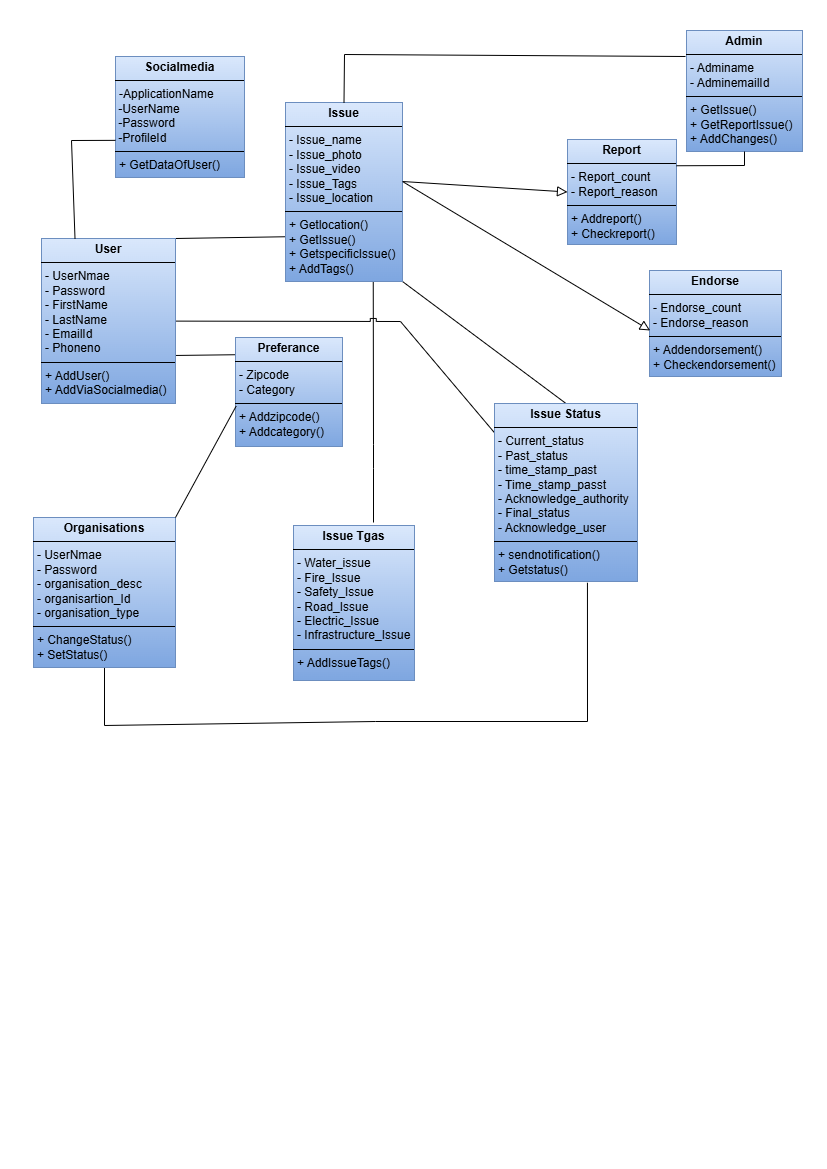 Admin
- Adminame
- AdminemailId
+ GetIssue()
+ GetReportIssue()
+ AddChanges()
Socialmedia
-ApplicationName
-UserName
-Password
-ProfileId
+ GetDataOfUser()
Issue
- Issue_name
- Issue_photo
- Issue_video
- Issue_Tags
- Issue_location
+ Getlocation()
+ GetIssue()
+ GetspecificIssue()
+ AddTags()
Report
- Report_count
- Report_reason
+ Addreport()
+ Checkreport()
User
- UserNmae
- Password
- FirstName
- LastName
- EmailId
- Phoneno
+ AddUser()
+ AddViaSocialmedia()
Endorse
- Endorse_count
- Endorse_reason
+ Addendorsement()
+ Checkendorsement()
Preferance
- Zipcode
- Category
+ Addzipcode()
+ Addcategory()
Issue Status
- Current_status
- Past_status
- time_stamp_past
- Time_stamp_passt
- Acknowledge_authority
- Final_status
- Acknowledge_user
+ sendnotification()
+ Getstatus()
Organisations
- UserNmae
- Password
- organisation_desc
- organisartion_Id
- organisation_type
+ ChangeStatus()
+ SetStatus()
Issue Tgas
- Water_issue
- Fire_Issue
- Safety_Issue
- Road_Issue
- Electric_Issue
- Infrastructure_Issue
+ AddIssueTags()